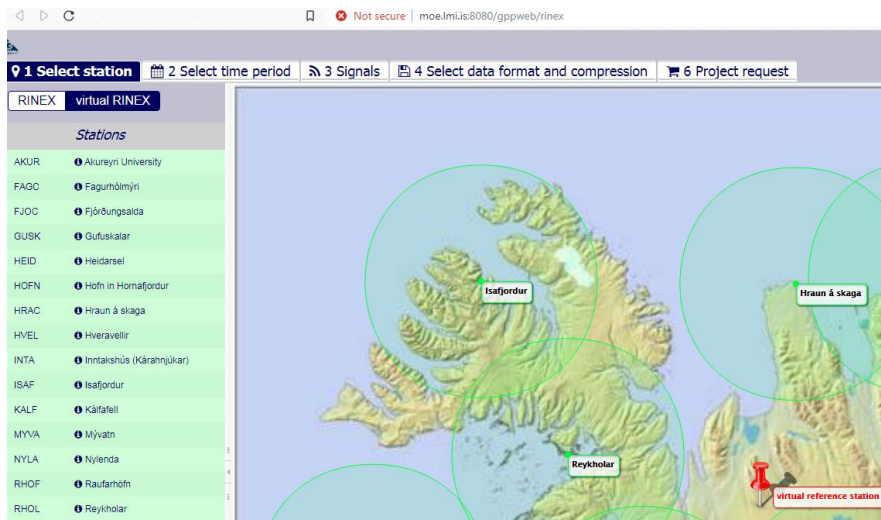 Not secure | moe.lmi.is:8080/gppweb/rinex
1 Select station 2 Select time period 3 Signals 4 Select data format and compression 6 Project request
RINEX virtual RINEX
Stations
AKUR Akureyri University
FAGC Fagurhólmýri
FJOC Fjórðungsalda
GUSK Gufuskalar
HEID Heidarsel
HOFN Hofn in Hornafjordur
HRAC Hraun á skaga
HVEL Hveravellir
INTA Inntakshús (Kárahnjúkar)
ISAF Isafjordur
KALF Kálfafell
MYVA Mývatn
NYLA Nylenda
RHOF Raufarhöfn
RHOL Reykholar
Isafjordur
Hraun á skaga
Reykholar
virtual reference station